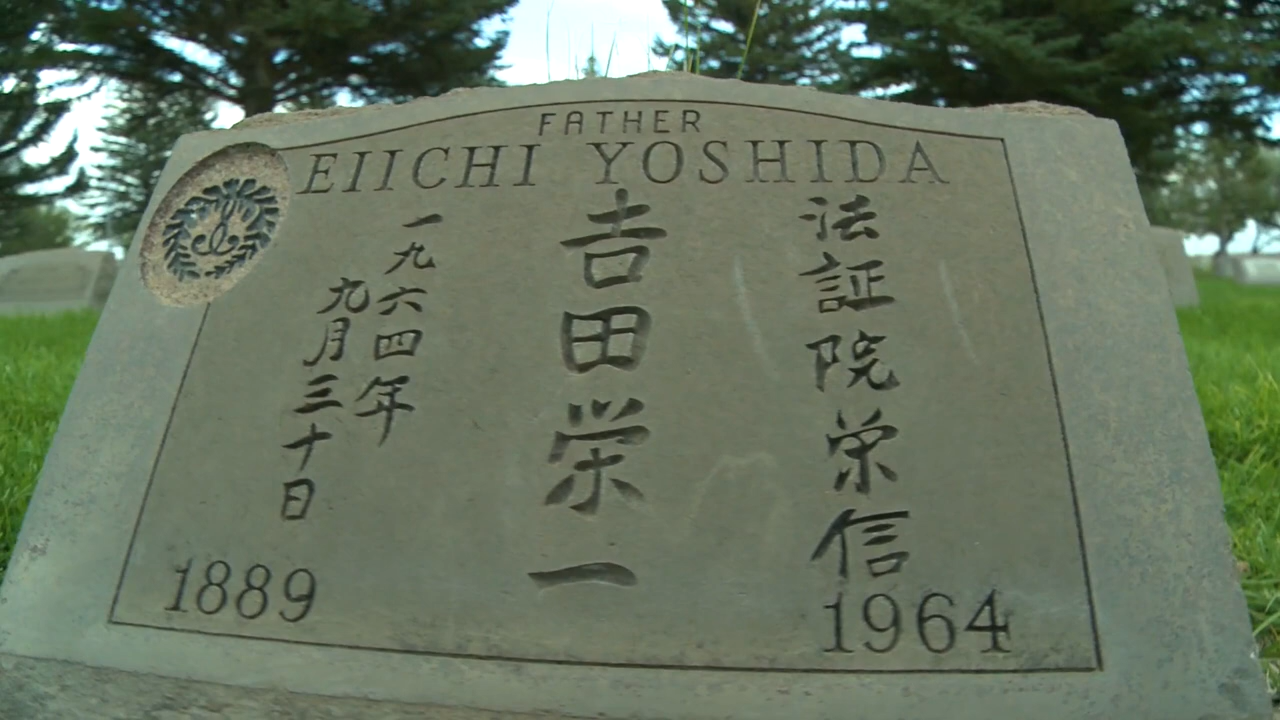 FATHER
EIICHI YOSHIDA
法証院栄信
吉田栄一
一九六四年
九月三十日
1889
1964